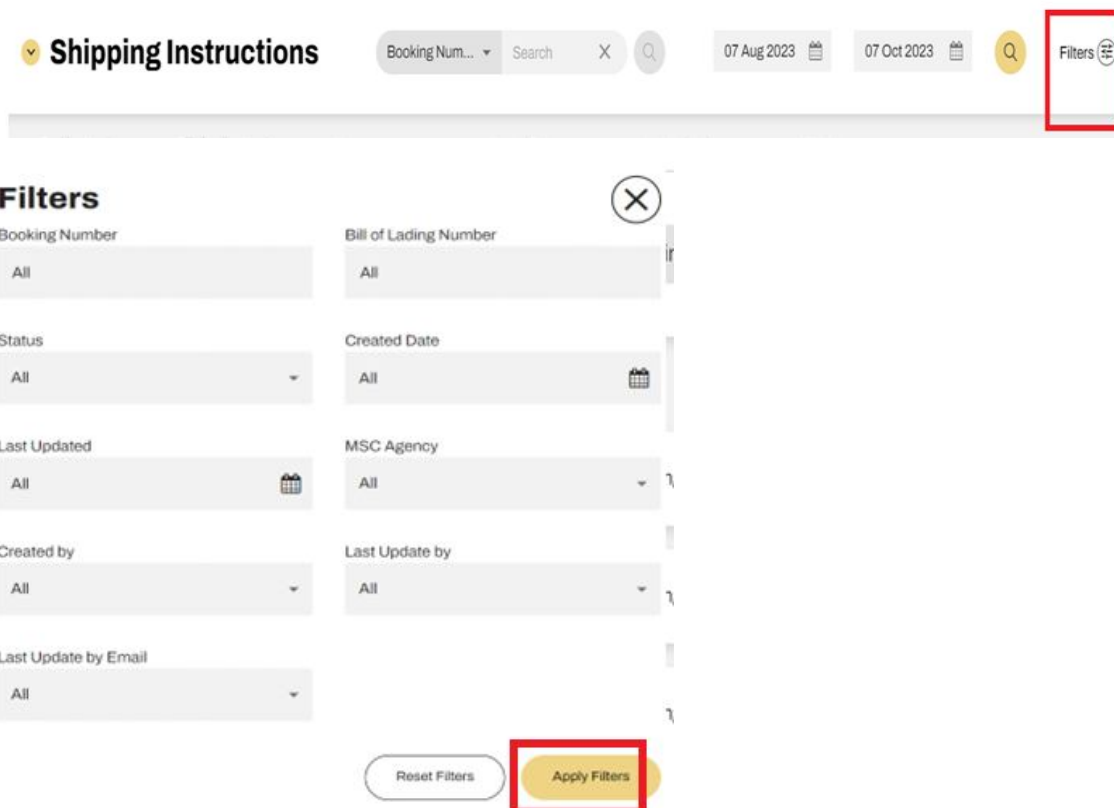 Shipping Instructions Booking Num... Search X 07 Aug 2023 07 Oct 2023 Filters
Filters
Booking Number Bill of Lading Number
All All
Status Created Date
All All
Last Updated MSC Agency
All All
Created by Last Update by
All All
Last Update by Email
All
Reset Filters Apply Filters